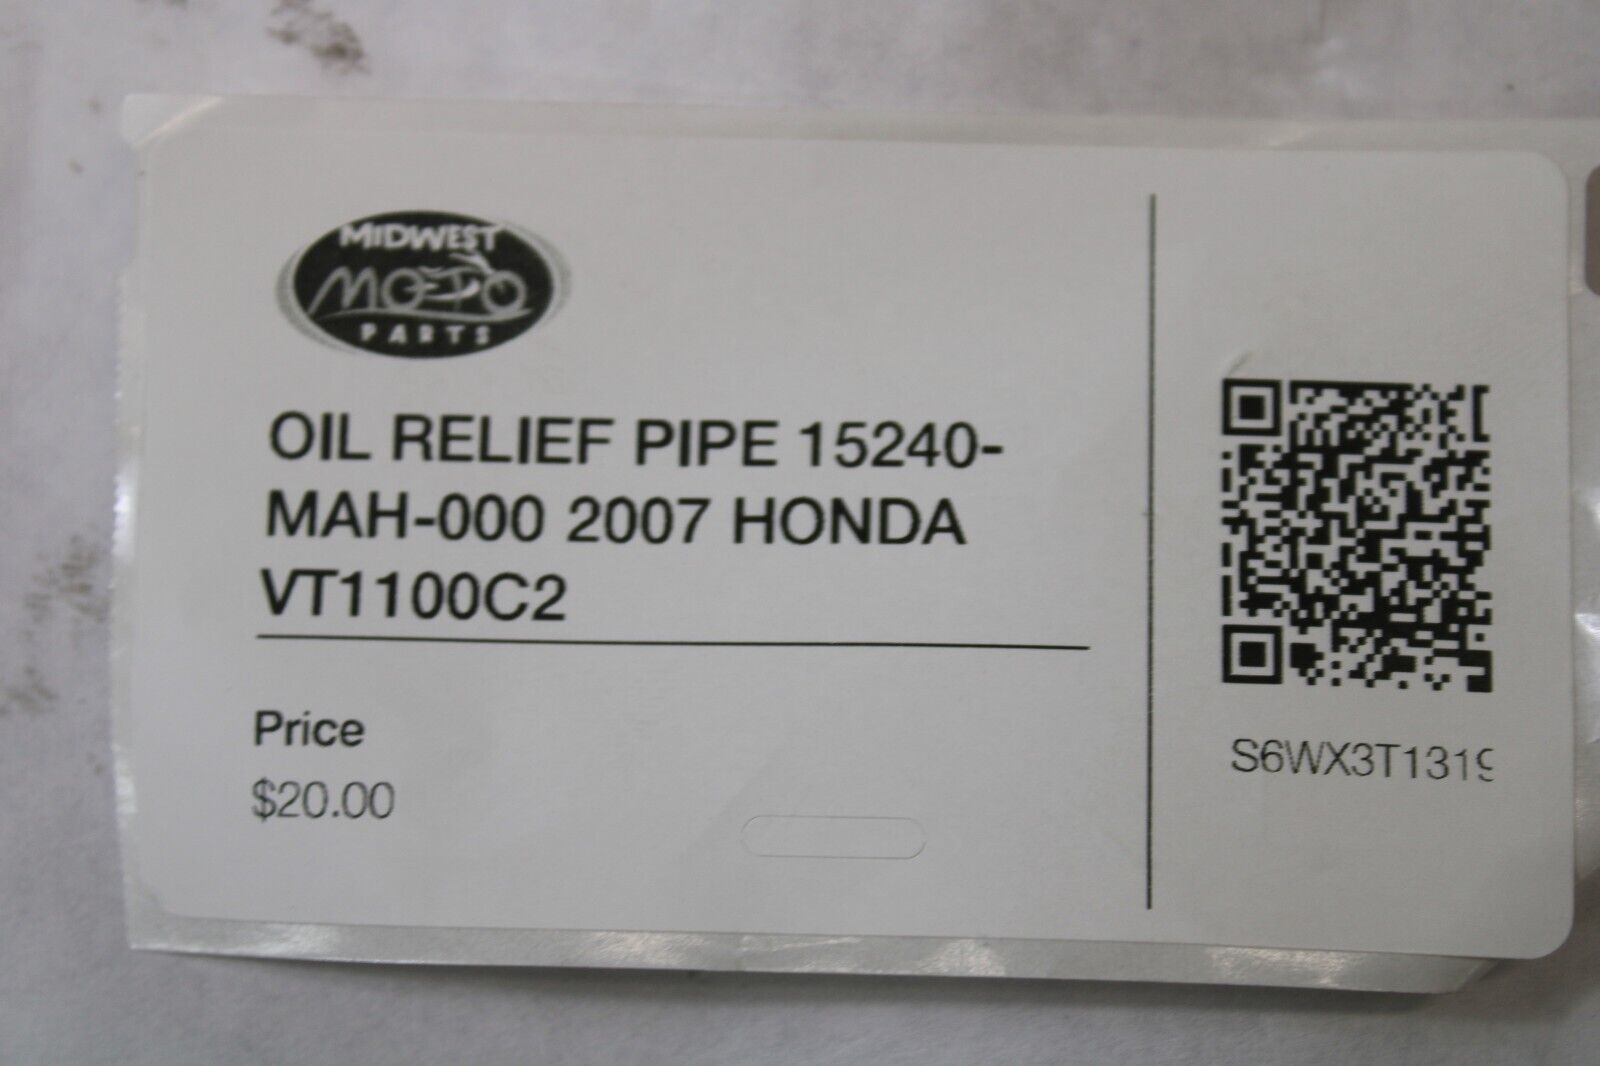 MIDWEST
MOTO
PARTS
OIL RELIEF PIPE 15240-
MAH-000 2007 HONDA
VT1100C2
Price
$20.00
S6WX3T1319